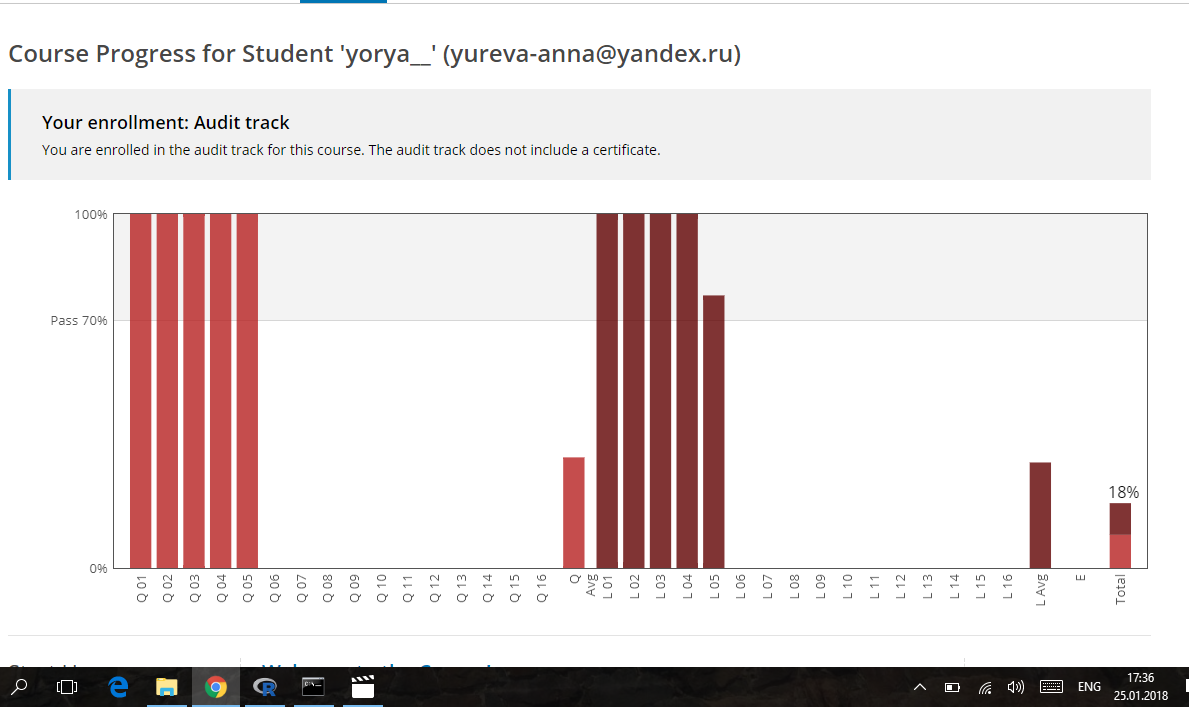 Course Progress for Student 'yorya__' (yureva-anna@yandex.ru)
Your enrollment: Audit track
You are enrolled in the audit track for this course. The audit track does not include a certificate.
100%
Pass 70%
0%
18%
Q 01
Q 02
Q 03
Q 04
Q 05
Q 06
Q 07
Q 08
Q 09
Q 10
Q 11
Q 12
Q 13
Q 14
Q 15
Q 16
Q
Avg
L 01
L 02
L 03
L 04
L 05
L 06
L 07
L 08
L 09
L 10
L 11
L 12
L 13
L 14
L 15
L 16
L Avg
E
Total
ENG
17:36
25.01.2018